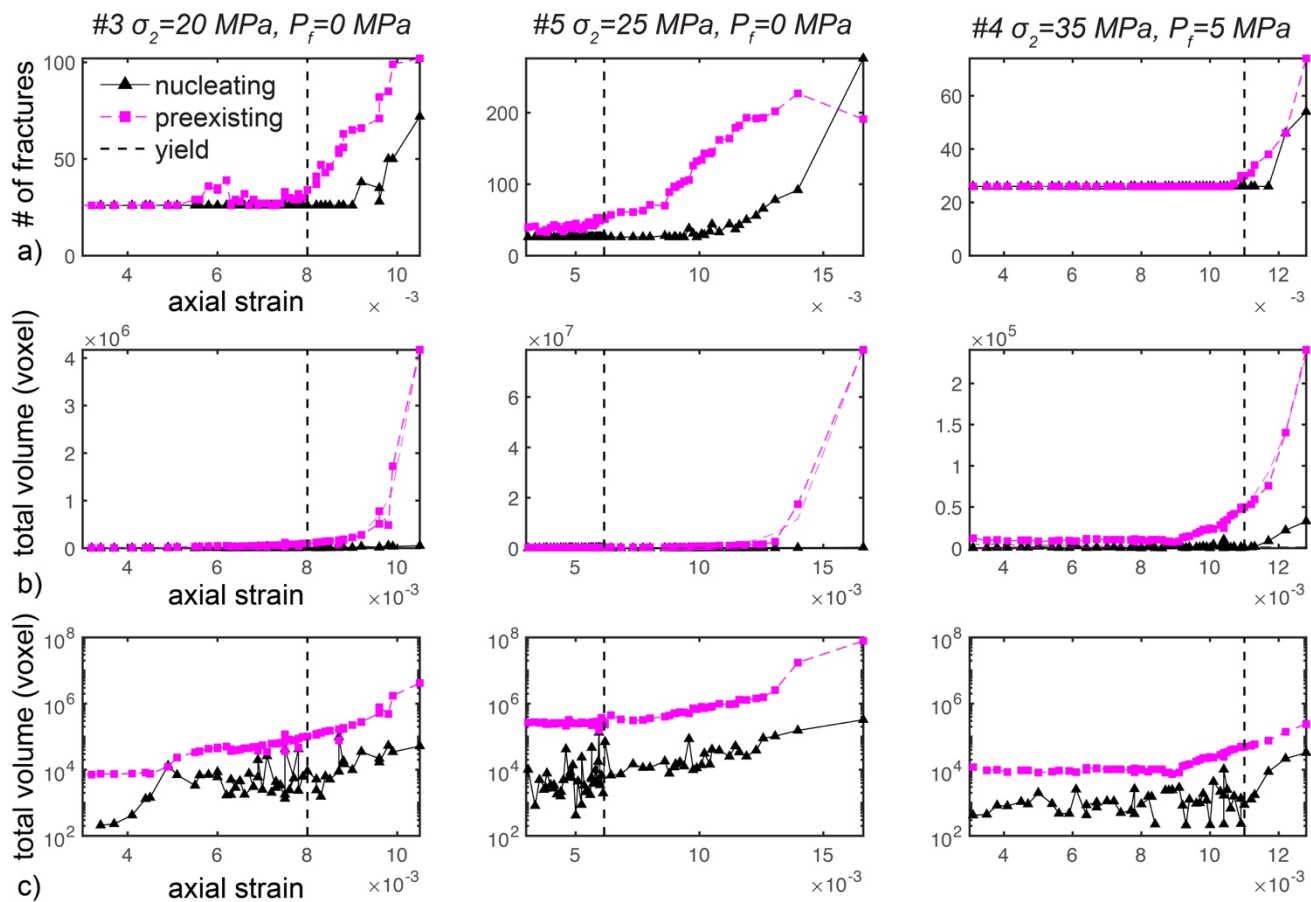 #3 σ2=20 MPa, Pf=0 MPa
#5 σ2=25 MPa, Pf=0 MPa
#4 σ2=35 MPa, Pf=5 MPa
# of fractures
100
50
0
nucleating
preexisting
yield
4 6 8 10
axial strain
× -3
200
100
0
5 10 15
× -3
60
40
20
0
4 6 8 10 12
× -3
a)
total volume (voxel)
×10^6
4
3
2
1
0
4 6 8 10
axial strain
×10^-3
×10^7
6
4
2
0
5 10 15
×10^-3
×10^5
2
1.5
1
0.5
0
4 6 8 10 12
×10^-3
b)
total volume (voxel)
10^8
10^6
10^4
10^2
4 6 8 10
axial strain
×10^-3
10^8
10^6
10^4
10^2
5 10 15
×10^-3
10^8
10^6
10^4
10^2
4 6 8 10 12
×10^-3
c)